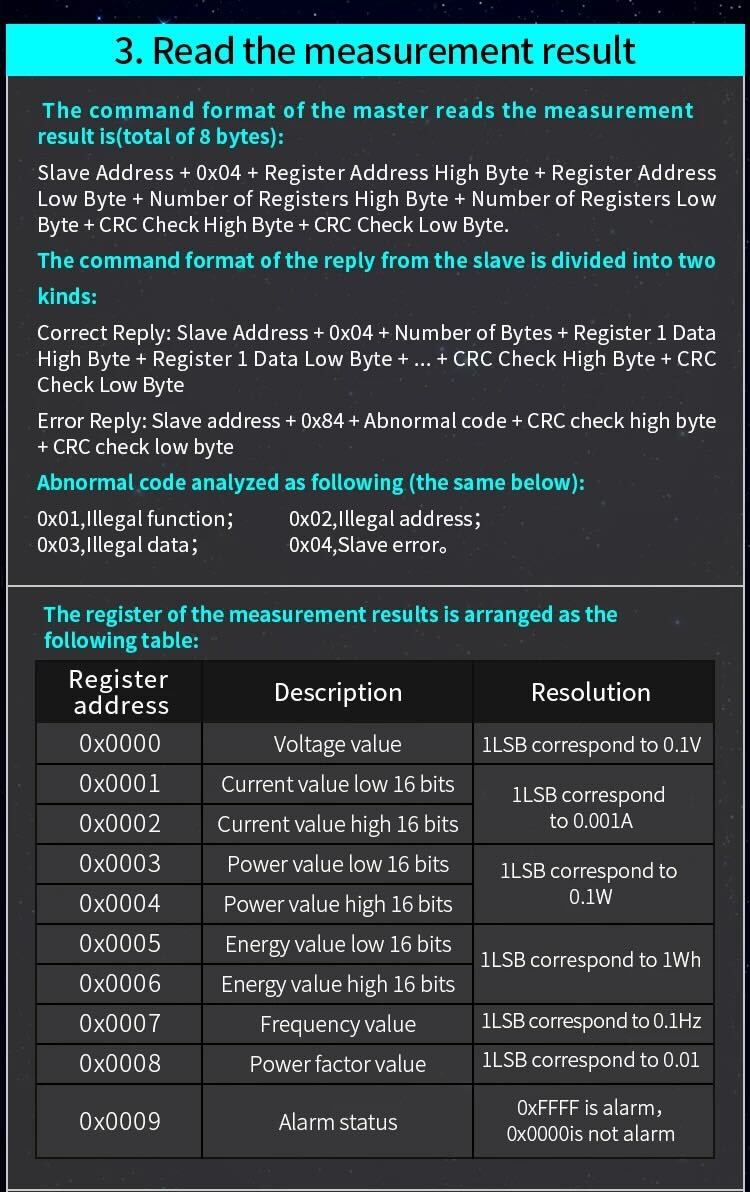 3. Read the measurement result
The command format of the master reads the measurement
result is(total of 8 bytes):
Slave Address + 0x04 + Register Address High Byte + Register Address
Low Byte + Number of Registers High Byte + Number of Registers Low
Byte + CRC Check High Byte + CRC Check Low Byte.
The command format of the reply from the slave is divided into two
kinds:
Correct Reply: Slave Address + 0x04 + Number of Bytes + Register 1 Data
High Byte + Register 1 Data Low Byte + ... + CRC Check High Byte + CRC
Check Low Byte
Error Reply: Slave address + 0x84 + Abnormal code + CRC check high byte
+ CRC check low byte
Abnormal code analyzed as following (the same below):
0x01,Illegal function； 0x02,Illegal address；
0x03,Illegal data； 0x04,Slave error。
The register of the measurement results is arranged as the
following table:
Register
address
Description
Resolution
0x0000 Voltage value 1LSB correspond to 0.1V
0x0001 Current value low 16 bits
0x0002 Current value high 16 bits
1LSB correspond
to 0.001A
0x0003 Power value low 16 bits
0x0004 Power value high 16 bits
1LSB correspond to
0.1W
0x0005 Energy value low 16 bits
0x0006 Energy value high 16 bits
1LSB correspond to 1Wh
0x0007 Frequency value 1LSB correspond to 0.1Hz
0x0008 Power factor value 1LSB correspond to 0.01
0x0009 Alarm status
0xFFFF is alarm，
0x0000is not alarm